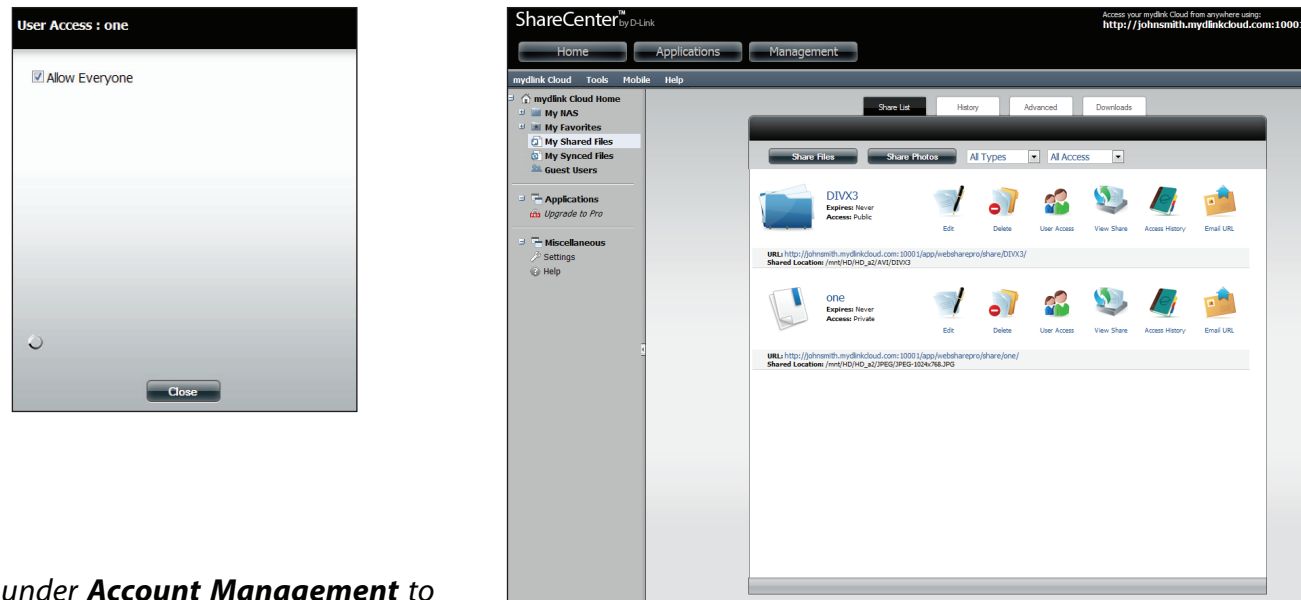 User Access : one
Allow Everyone
Close
under Account Management to
ShareCenter™ by D-Link
Access your mydlink Cloud from anywhere using:
http://johnsmith.mydlinkcloud.com:10001
Home Applications Management
mydlink Cloud Tools Mobile Help
mydlink Cloud Home
My NAS
My Favorites
My Shared Files
My Synced Files
Guest Users
Applications
Upgrade to Pro
Miscellaneous
Settings
Help
Share List History Advanced Downloads
Share Files Share Photos All Types All Access
DIVX3
Expires: Never
Access: Public
Edit Delete User Access View Share Access History Email URL
URL: http://johnsmith.mydlinkcloud.com:10001/app/websharepro/share/DIVX3/
Shared Location: /mnt/HD/HD_a2/AVI/DIVX3
one
Expires: Never
Access: Private
Edit Delete User Access View Share Access History Email URL
URL: http://johnsmith.mydlinkcloud.com:10001/app/websharepro/share/one/
Shared Location: /mnt/HD/HD_a2/JPEG/JPEG-1024x768.JPG